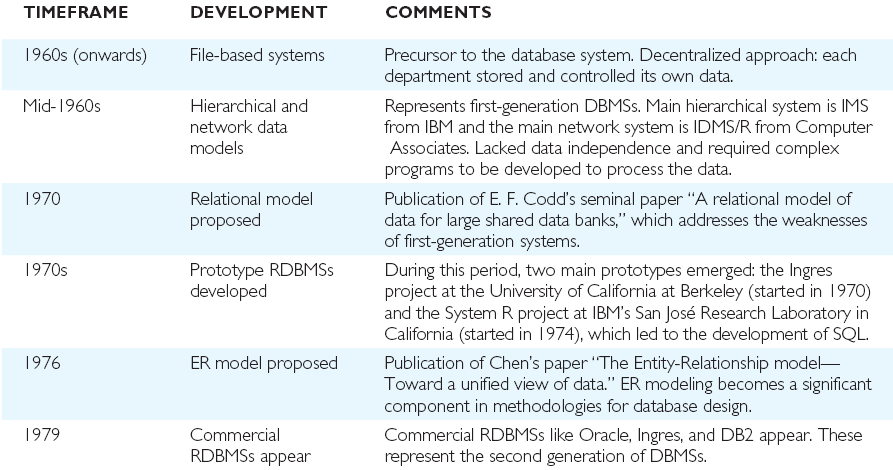 TIMEFRAME DEVELOPMENT COMMENTS
1960s (onwards) File-based systems Precursor to the database system. Decentralized approach: each
department stored and controlled its own data.
Mid-1960s Hierarchical and Represents first-generation DBMSs. Main hierarchical system is IMS
network data from IBM and the main network system is IDMS/R from Computer
models Associates. Lacked data independence and required complex
programs to be developed to process the data.
1970 Relational model Publication of E. F. Codd’s seminal paper “A relational model of
proposed data for large shared data banks,” which addresses the weaknesses
of first-generation systems.
1970s Prototype RDBMSs During this period, two main prototypes emerged: the Ingres
developed project at the University of California at Berkeley (started in 1970)
and the System R project at IBM’s San José Research Laboratory in
California (started in 1974), which led to the development of SQL.
1976 ER model proposed Publication of Chen’s paper “The Entity-Relationship model—
Toward a unified view of data.” ER modeling becomes a significant
component in methodologies for database design.
1979 Commercial Commercial RDBMSs like Oracle, Ingres, and DB2 appear. These
RDBMSs appear represent the second generation of DBMSs.